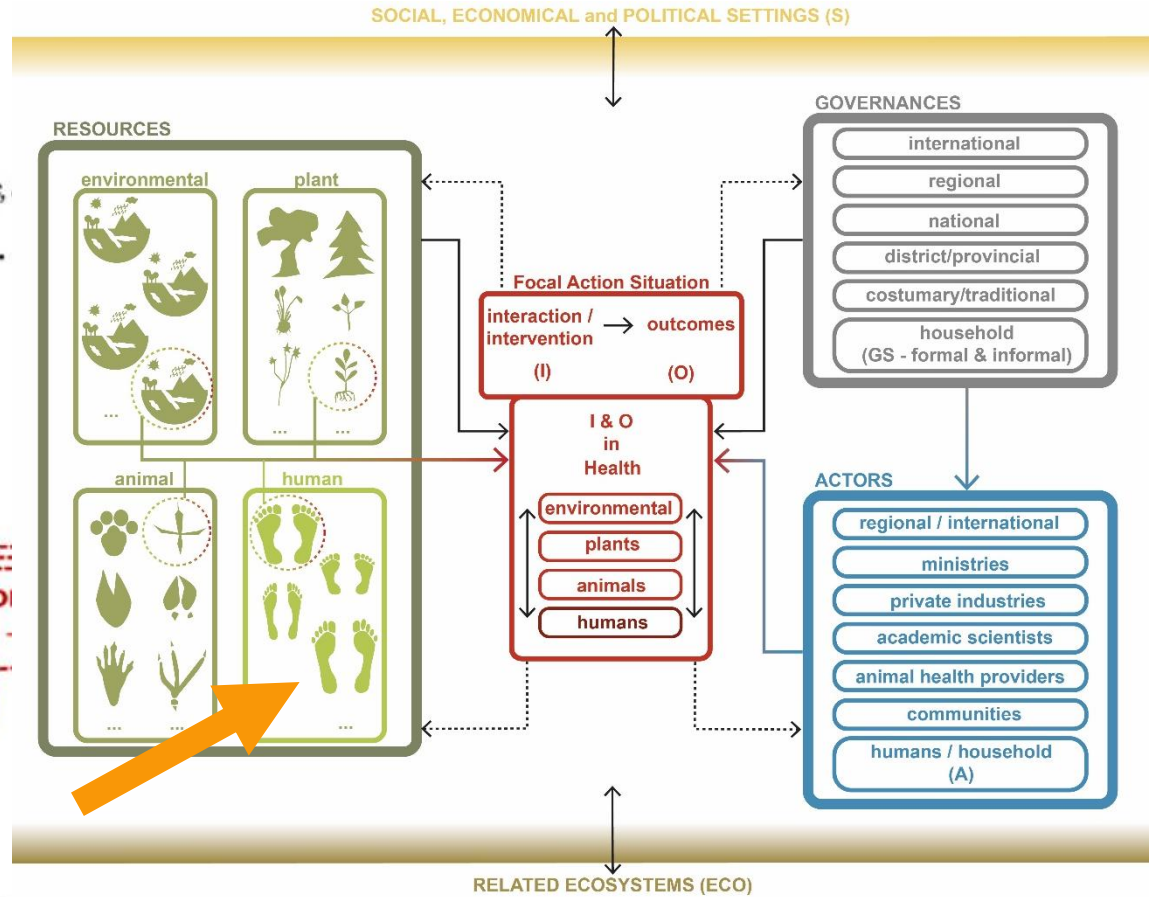 SOCIAL, ECONOMICAL and POLITICAL SETTINGS (S)
RESOURCES
environmental
plant
...
...
...
animal
human
...
...
...
Focal Action Situation
interaction /
intervention
outcomes
(I)
(O)
I & O
in
Health
environmental
plants
animals
humans
GOVERNANCES
international
regional
national
district/provincial
costumary/traditional
household
(GS - formal & informal)
ACTORS
regional / international
ministries
private industries
academic scientists
animal health providers
communities
humans / household
(A)
RELATED ECOSYSTEMS (ECO)